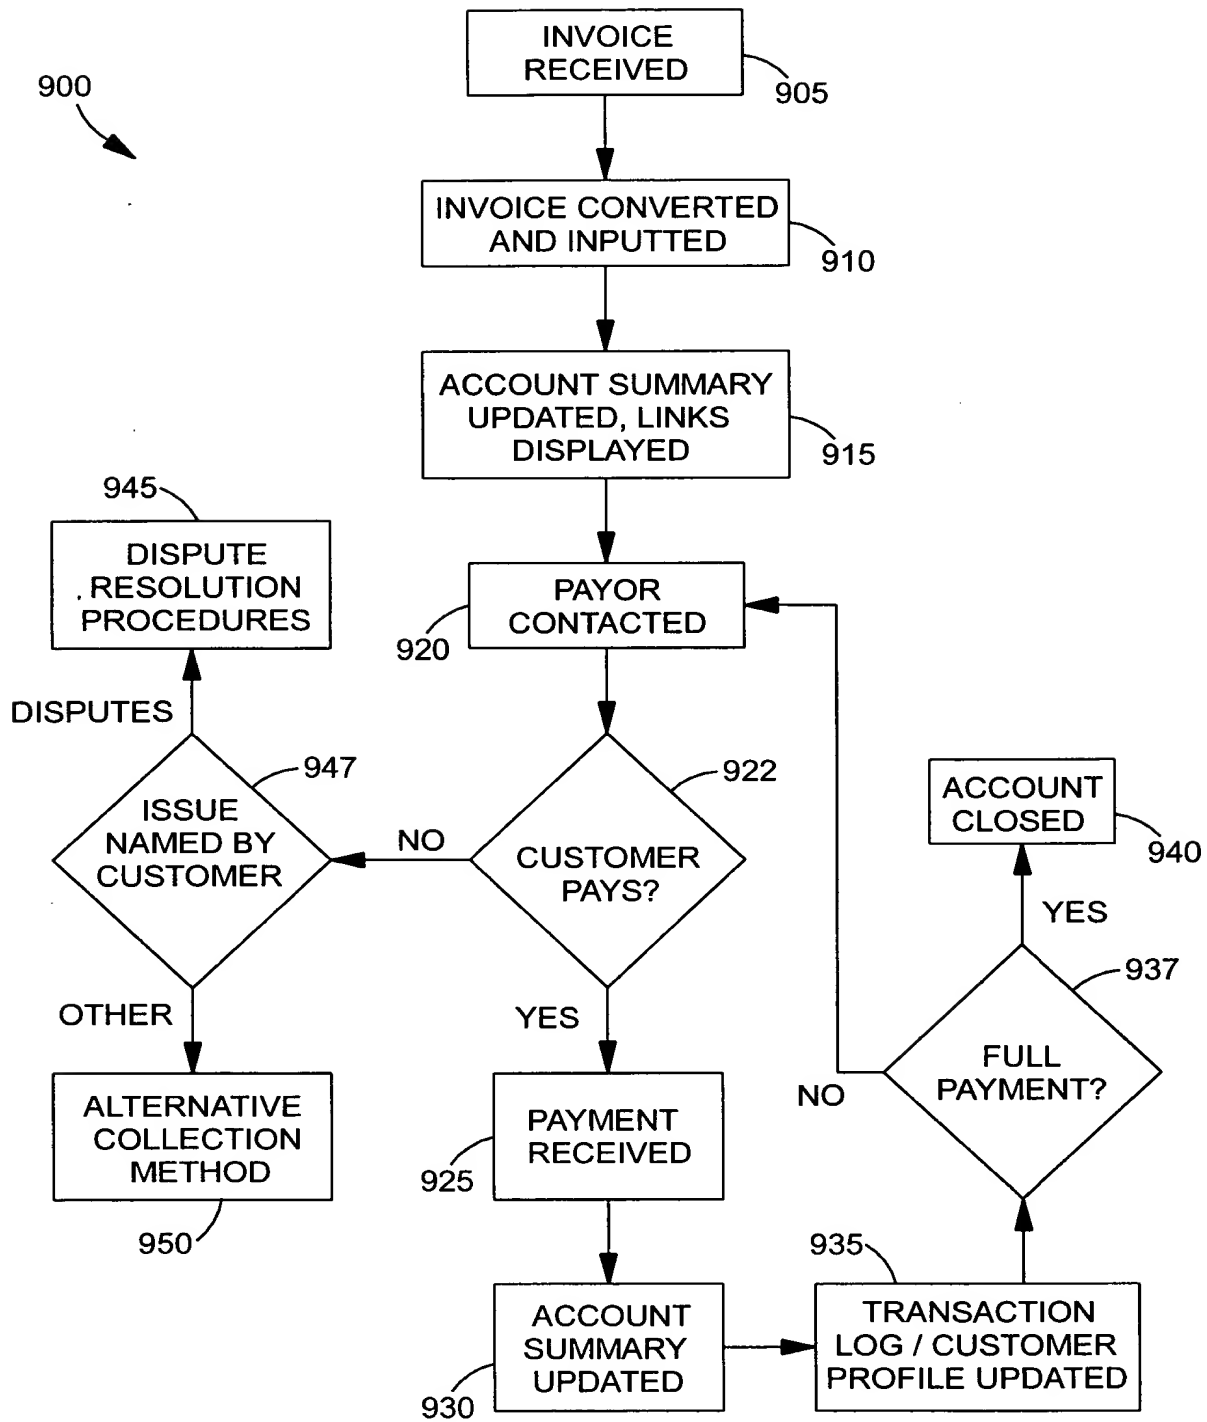 INVOICE
RECEIVED
905
900
INVOICE CONVERTED
AND INPUTTED
910
ACCOUNT SUMMARY
UPDATED, LINKS
DISPLAYED
915
945
DISPUTE
RESOLUTION
PROCEDURES
PAYOR
CONTACTED
920
DISPUTES
947
ISSUE
NAMED BY
CUSTOMER
NO
922
CUSTOMER
PAYS?
ACCOUNT
CLOSED
940
YES
937
FULL
PAYMENT?
NO
OTHER
YES
ALTERNATIVE
COLLECTION
METHOD
950
PAYMENT
RECEIVED
925
935
ACCOUNT
SUMMARY
UPDATED
930
TRANSACTION
LOG / CUSTOMER
PROFILE UPDATED